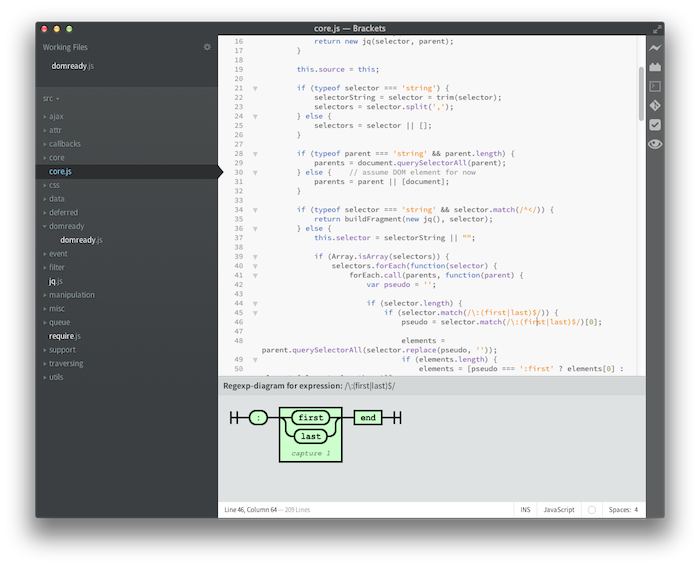 core.js — Brackets
Working Files
domready.js
src
ajax
attr
callbacks
core
core.js
css
data
deferred
domready
domready.js
event
filter
jq.js
manipulation
misc
queue
require.js
support
traversing
utils
16 return new jq(selector, parent);
17 }
18
19 this.source = this;
20
21 if (typeof selector === 'string') {
22 selectorString = selector = trim(selector);
23 selectors = selector.split(',');
24 } else {
25 selectors = selector || [];
26 }
27
28 if (typeof parent === 'string' && parent.length) {
29 parents = document.querySelectorAll(parent);
30 } else { // assume DOM element for now
31 parents = parent || [document];
32 }
33
34 if (typeof selector == 'string' && selector.match(/^</)) {
35 return buildFragment(new jq(), selector);
36 } else {
37 this.selector = selectorString || "";
38
39 if (Array.isArray(selectors)) {
40 selectors.forEach(function(selector) {
41 forEach.call(parents, function(parent) {
42 var pseudo = '';
43
44 if (selector.length) {
45 if (selector.match(/\:(first|last)$/)) {
46 pseudo = selector.match(/\:(first|last)$/)[0];
47
48 elements =
parent.querySelectorAll(selector.replace(pseudo, ''));
49 if (elements.length) {
50 elements = [pseudo === ':first' ? elements[0] :
Regexp-diagram for expression: /\:(first|last)$/
:
first
last
capture 1
end
Line 46, Column 64 — 209 Lines
INS
JavaScript
Spaces: 4